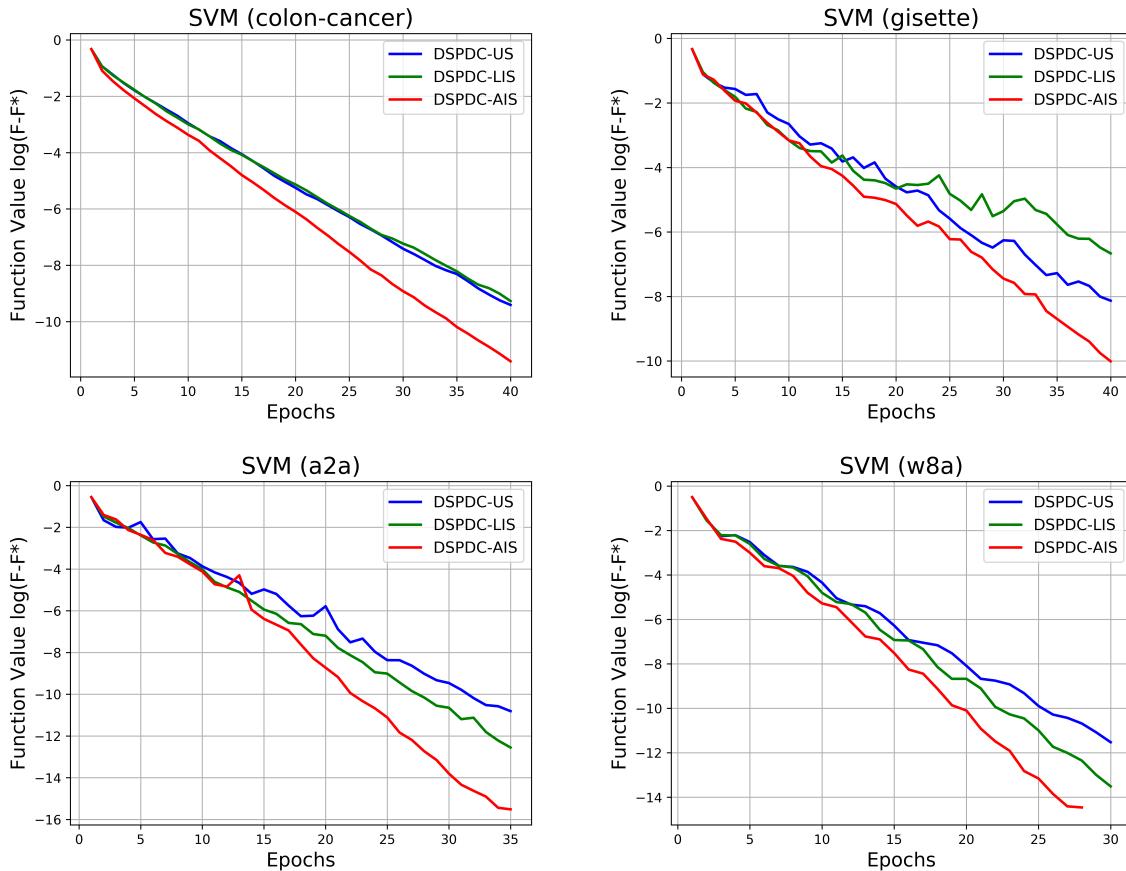 SVM (colon-cancer)
Function Value log(F-F*)
0
−2
−4
−6
−8
−10
DSPDC-US
DSPDC-LIS
DSPDC-AIS
0 5 10 15 20 25 30 35 40
Epochs
SVM (gisette)
Function Value log(F-F*)
0
−2
−4
−6
−8
−10
DSPDC-US
DSPDC-LIS
DSPDC-AIS
0 5 10 15 20 25 30 35 40
Epochs
SVM (a2a)
Function Value log(F-F*)
0
−2
−4
−6
−8
−10
−12
−14
−16
DSPDC-US
DSPDC-LIS
DSPDC-AIS
0 5 10 15 20 25 30 35
Epochs
SVM (w8a)
Function Value log(F-F*)
0
−2
−4
−6
−8
−10
−12
−14
DSPDC-US
DSPDC-LIS
DSPDC-AIS
0 5 10 15 20 25 30
Epochs